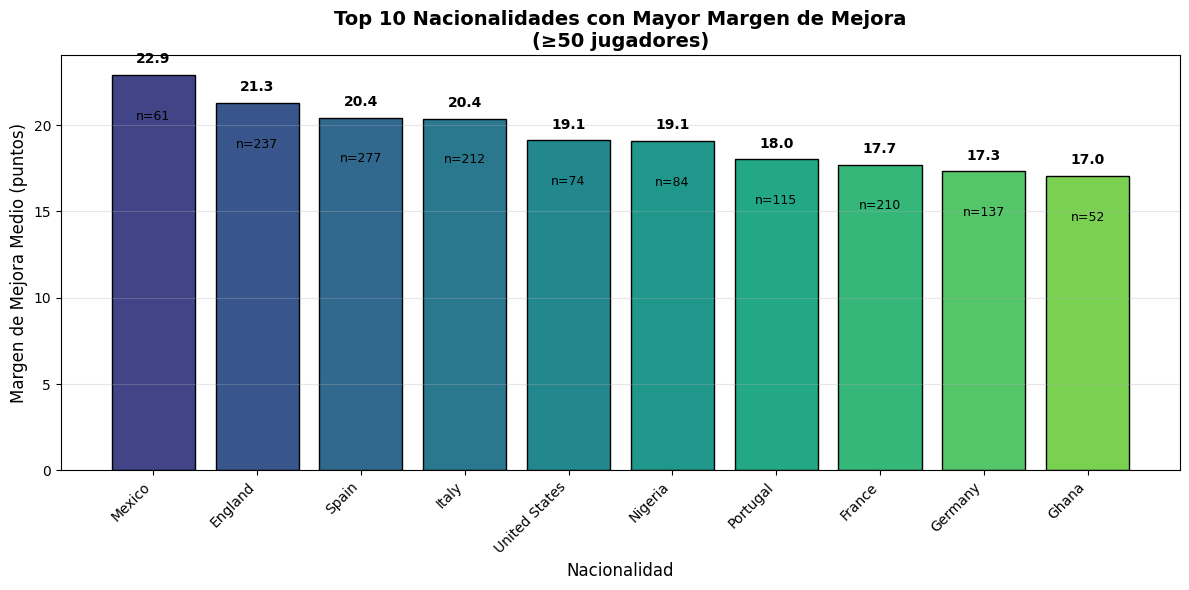 Top 10 Nacionalidades con Mayor Margen de Mejora
(≥50 jugadores)
Margen de Mejora Medio (puntos)
20
15
10
5
0
22.9
21.3
20.4
20.4
19.1
19.1
18.0
17.7
17.3
17.0
n=61
n=237
n=277
n=212
n=74
n=84
n=115
n=210
n=137
n=52
Mexico
England
Spain
Italy
United States
Nigeria
Portugal
France
Germany
Ghana
Nacionalidad